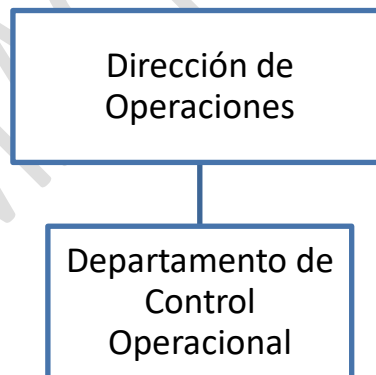 Dirección de
Operaciones
Departamento de
Control
Operacional